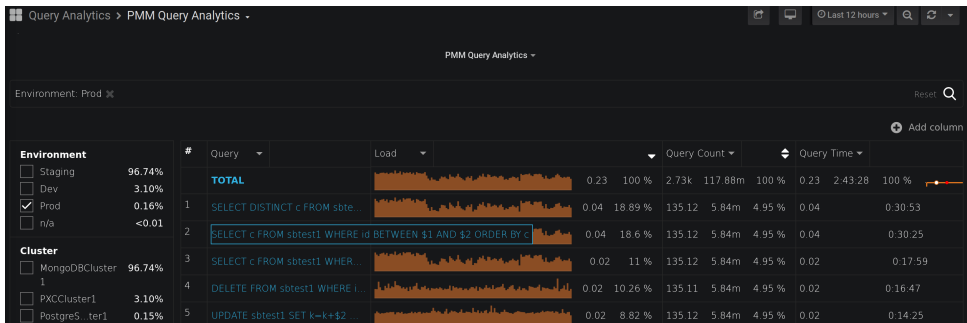 Query Analytics > PMM Query Analytics
Last 12 hours
PMM Query Analytics
Environment: Prod
Reset
Add column
Environment
Staging 96.74%
Dev 3.10%
Prod 0.16%
n/a <0.01
Cluster
MongoDBCluster1 96.74%
PXCCluster1 3.10%
PostgreS...ter1 0.15%
# Query Load Query Count Query Time
TOTAL 0.23 100 % 2.73k 117.88m 100 % 0.23 2:43:28 100 %
1 SELECT DISTINCT c FROM sbte... 0.04 18.89 % 135.12 5.84m 4.95 % 0.04 0:30:53
2 SELECT c FROM sbtest1 WHERE id BETWEEN $1 AND $2 ORDER BY c 0.04 18.6 % 135.12 5.84m 4.95 % 0.04 0:30:25
3 SELECT c FROM sbtest1 WHER... 0.02 11 % 135.12 5.84m 4.95 % 0.02 0:17:59
4 DELETE FROM sbtest1 WHERE i... 0.02 10.26 % 135.11 5.84m 4.95 % 0.02 0:16:47
5 UPDATE sbtest1 SET k=k+$2 ... 0.02 8.82 % 135.12 5.84m 4.95 % 0.02 0:14:25